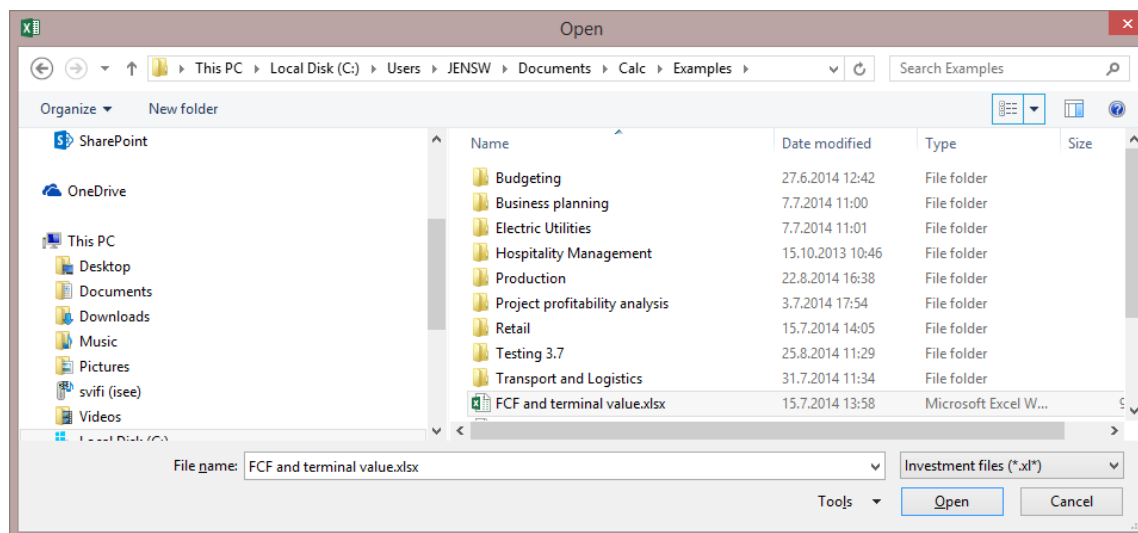 Open
This PC Local Disk (C:) Users JENSW Documents Calc Examples Search Examples
Organize New folder
SharePoint
OneDrive
This PC
Desktop
Documents
Downloads
Music
Pictures
svifi (isee)
Videos
Local Disk (C:)
Name Date modified Type Size
Budgeting 27.6.2014 12:42 File folder
Business planning 7.7.2014 11:00 File folder
Electric Utilities 7.7.2014 11:01 File folder
Hospitality Management 15.10.2013 10:46 File folder
Production 22.8.2014 16:38 File folder
Project profitability analysis 3.7.2014 17:54 File folder
Retail 15.7.2014 14:05 File folder
Testing 3.7 25.8.2014 11:29 File folder
Transport and Logistics 31.7.2014 11:34 File folder
FCF and terminal value.xlsx 15.7.2014 13:58 Microsoft Excel W...
File name: FCF and terminal value.xlsx Investment files (*.xl*)
Tools Open Cancel